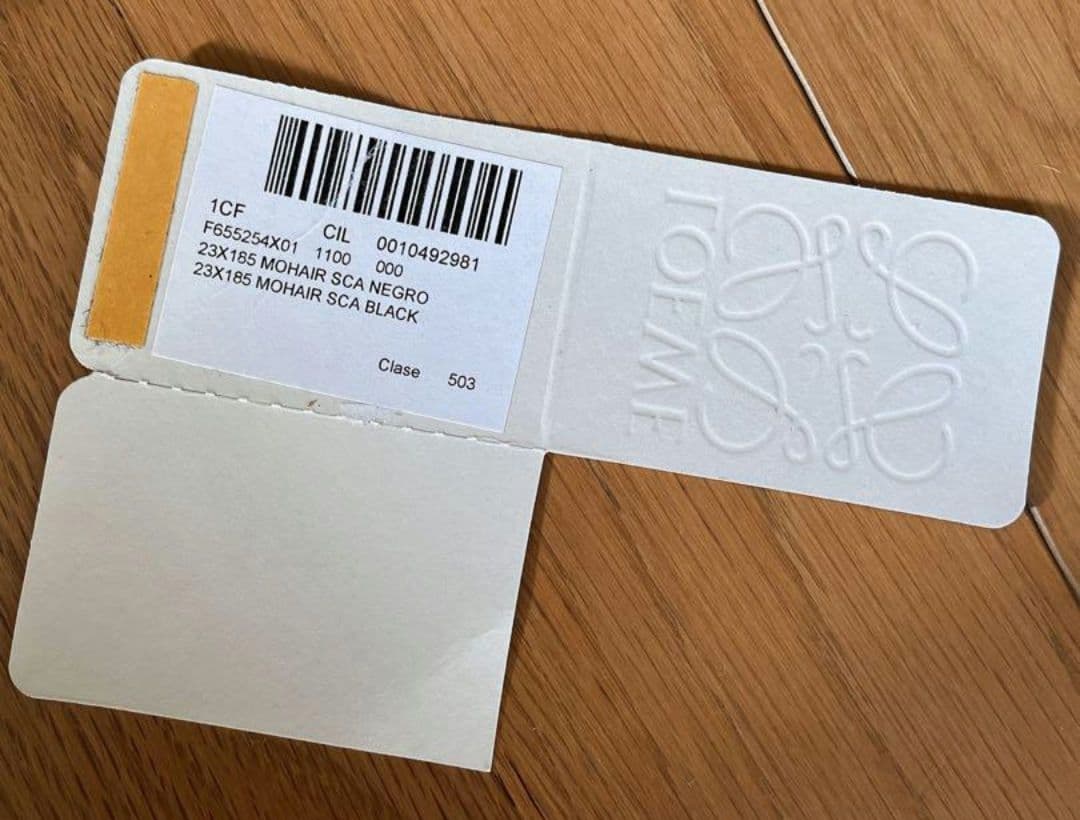 1CF CIL 0010492981
F655254X01 1100 000
23X185 MOHAIR SCA NEGRO
23X185 MOHAIR SCA BLACK
Clase 503
LOEWE